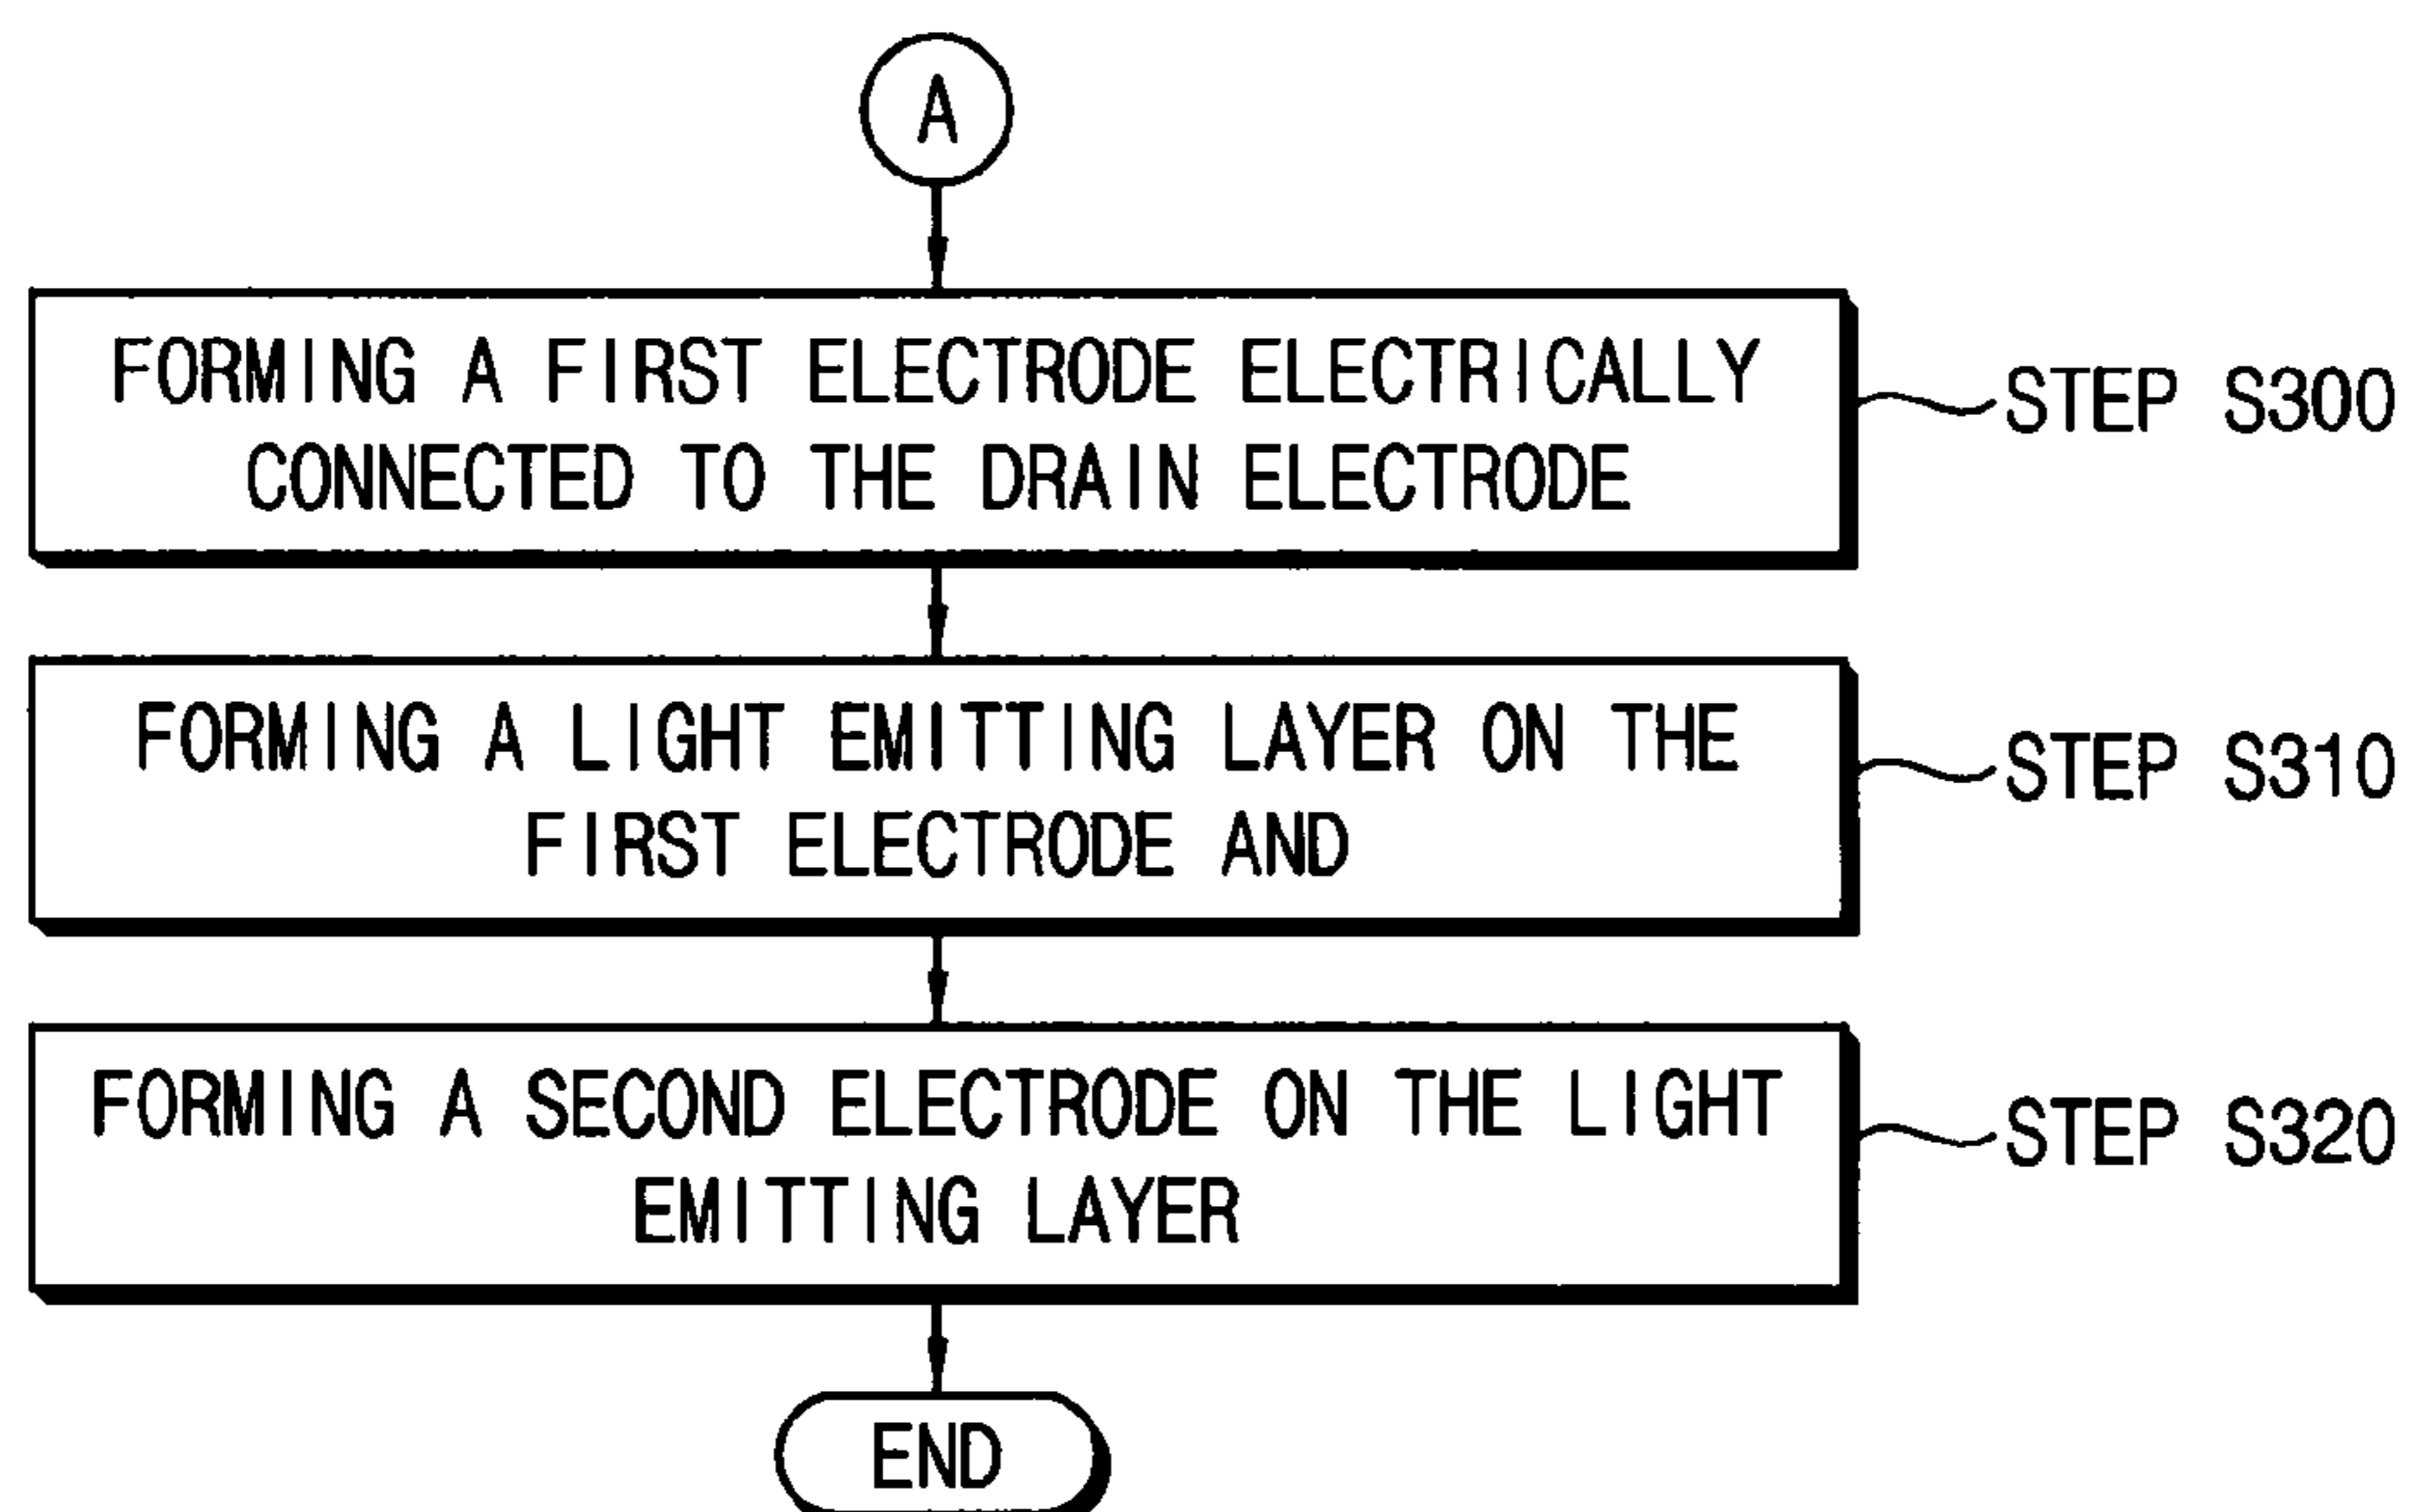 A
FORMING A FIRST ELECTRODE ELECTRICALLY
CONNECTED TO THE DRAIN ELECTRODE
STEP S300
FORMING A LIGHT EMITTING LAYER ON THE
FIRST ELECTRODE AND
STEP S310
FORMING A SECOND ELECTRODE ON THE LIGHT
EMITTING LAYER
STEP S320
END